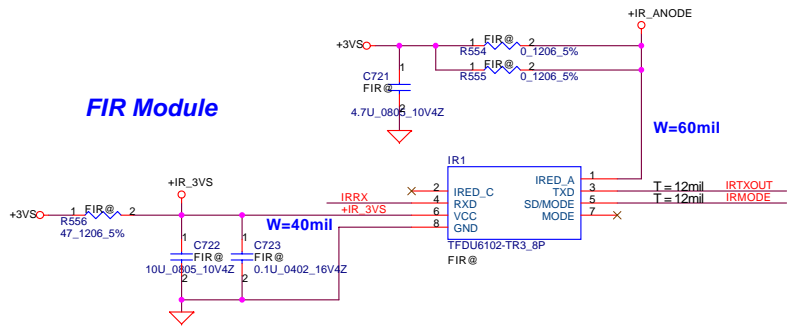 +IR_ANODE
+3VS
1 FIR@ 2
R554 0_1206_5%
1 FIR@ 2
R555 0_1206_5%
1
C721
FIR@
2
4.7U_0805_10V4Z
FIR Module
W=60mil
IR1
2 IRED_C IRED_A 1
IRRX 4 RXD TXD 3 T = 12mil IRTXOUT
+IR_3VS 6 VCC SD/MODE 5 T = 12mil IRMODE
8 GND MODE 7
TFDU6102-TR3_8P
FIR@
+IR_3VS
+3VS 1 FIR@ 2
R556
47_1206_5%
W=40mil
1 1
C722 C723
FIR@ FIR@
2 2
10U_0805_10V4Z 0.1U_0402_16V4Z